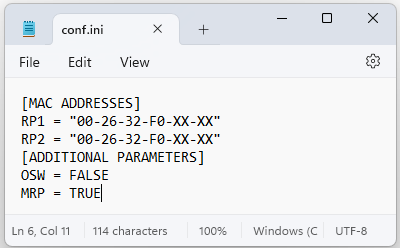 conf.ini
File Edit View
[MAC ADDRESSES]
RP1 = "00-26-32-F0-XX-XX"
RP2 = "00-26-32-F0-XX-XX"
[ADDITIONAL PARAMETERS]
OSW = FALSE
MRP = TRUE
Ln 6, Col 11 114 characters 100% Windows (C UTF-8